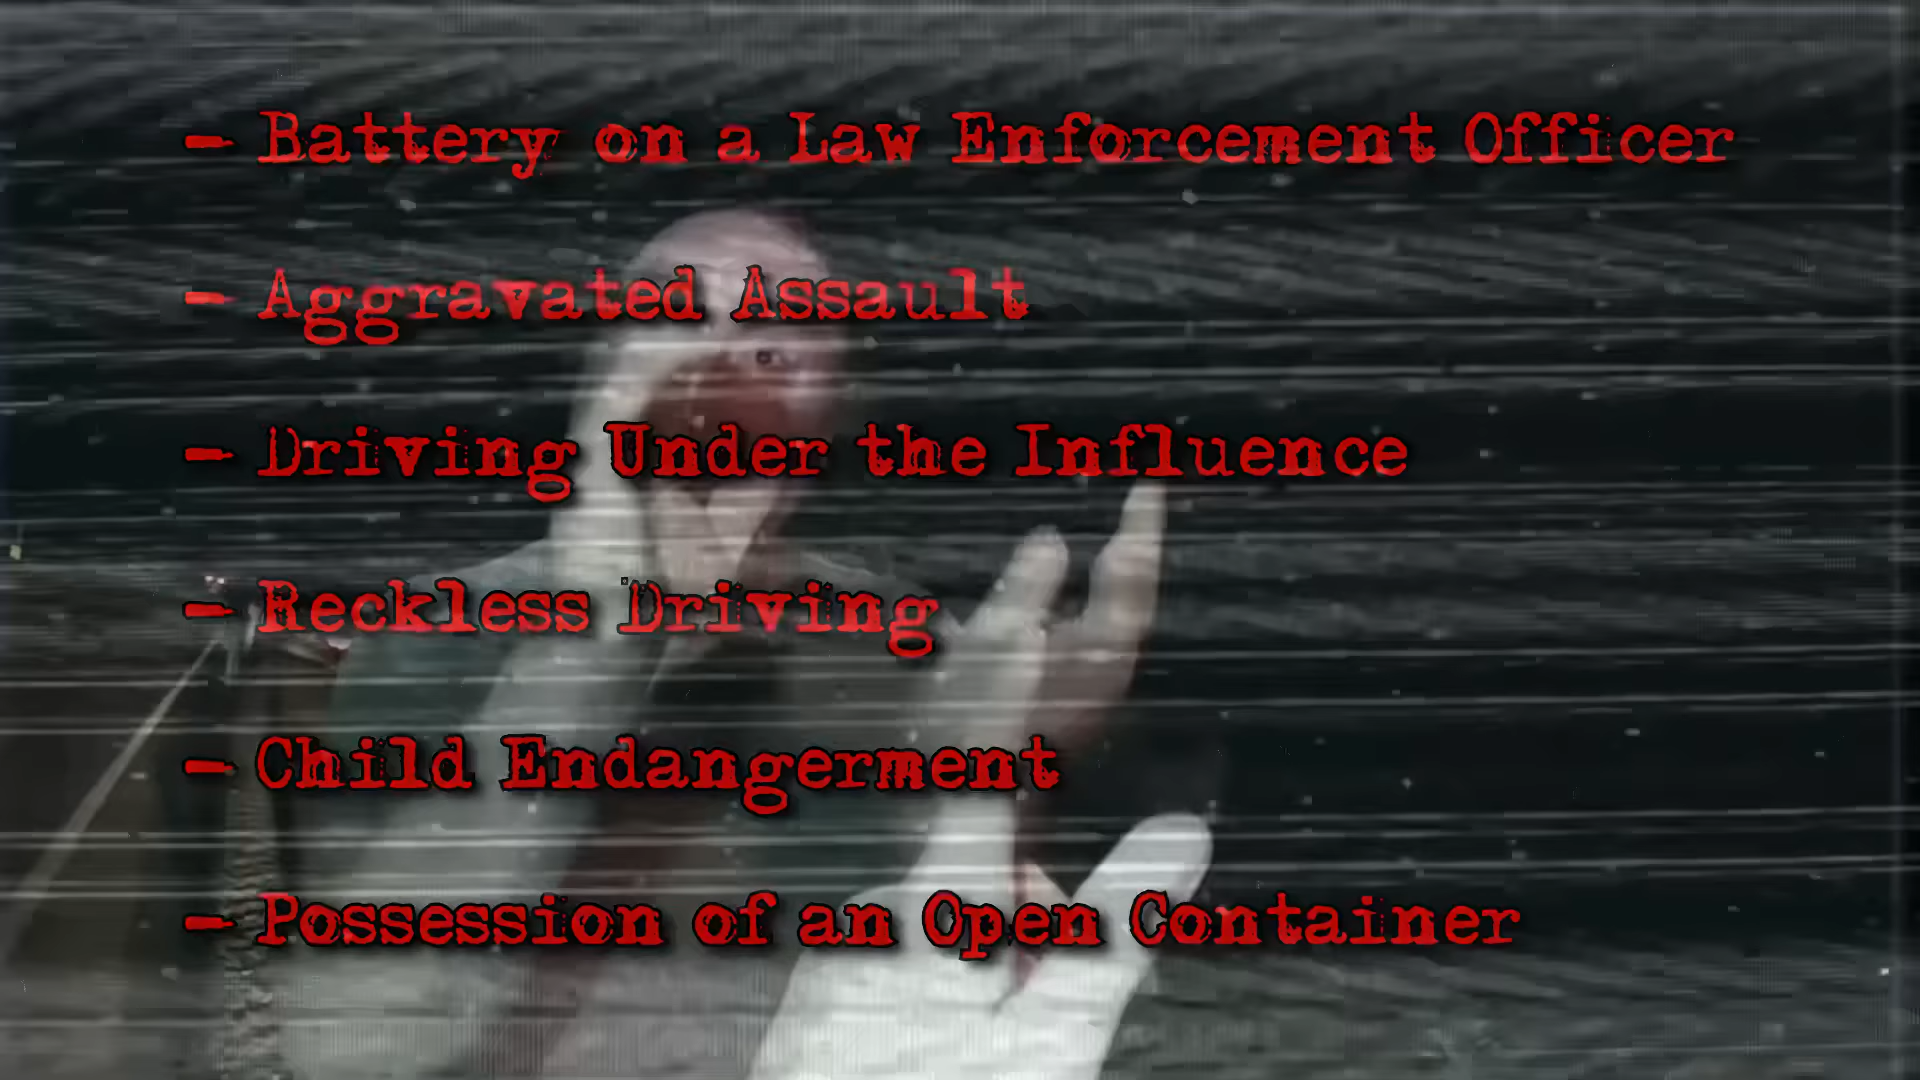 - Battery on a Law Enforcement Officer
- Aggravated Assault
- Driving Under the Influence
- Reckless Driving
- Child Endangerment
- Possession of an Open Container